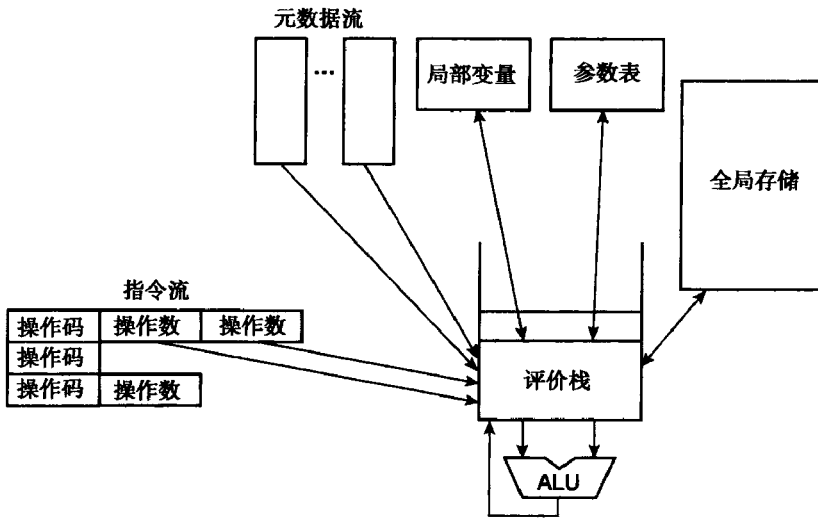 元数据流
...
局部变量
参数表
全局存储
指令流
操作码 操作数 操作数
操作码
操作码 操作数
评价栈
ALU